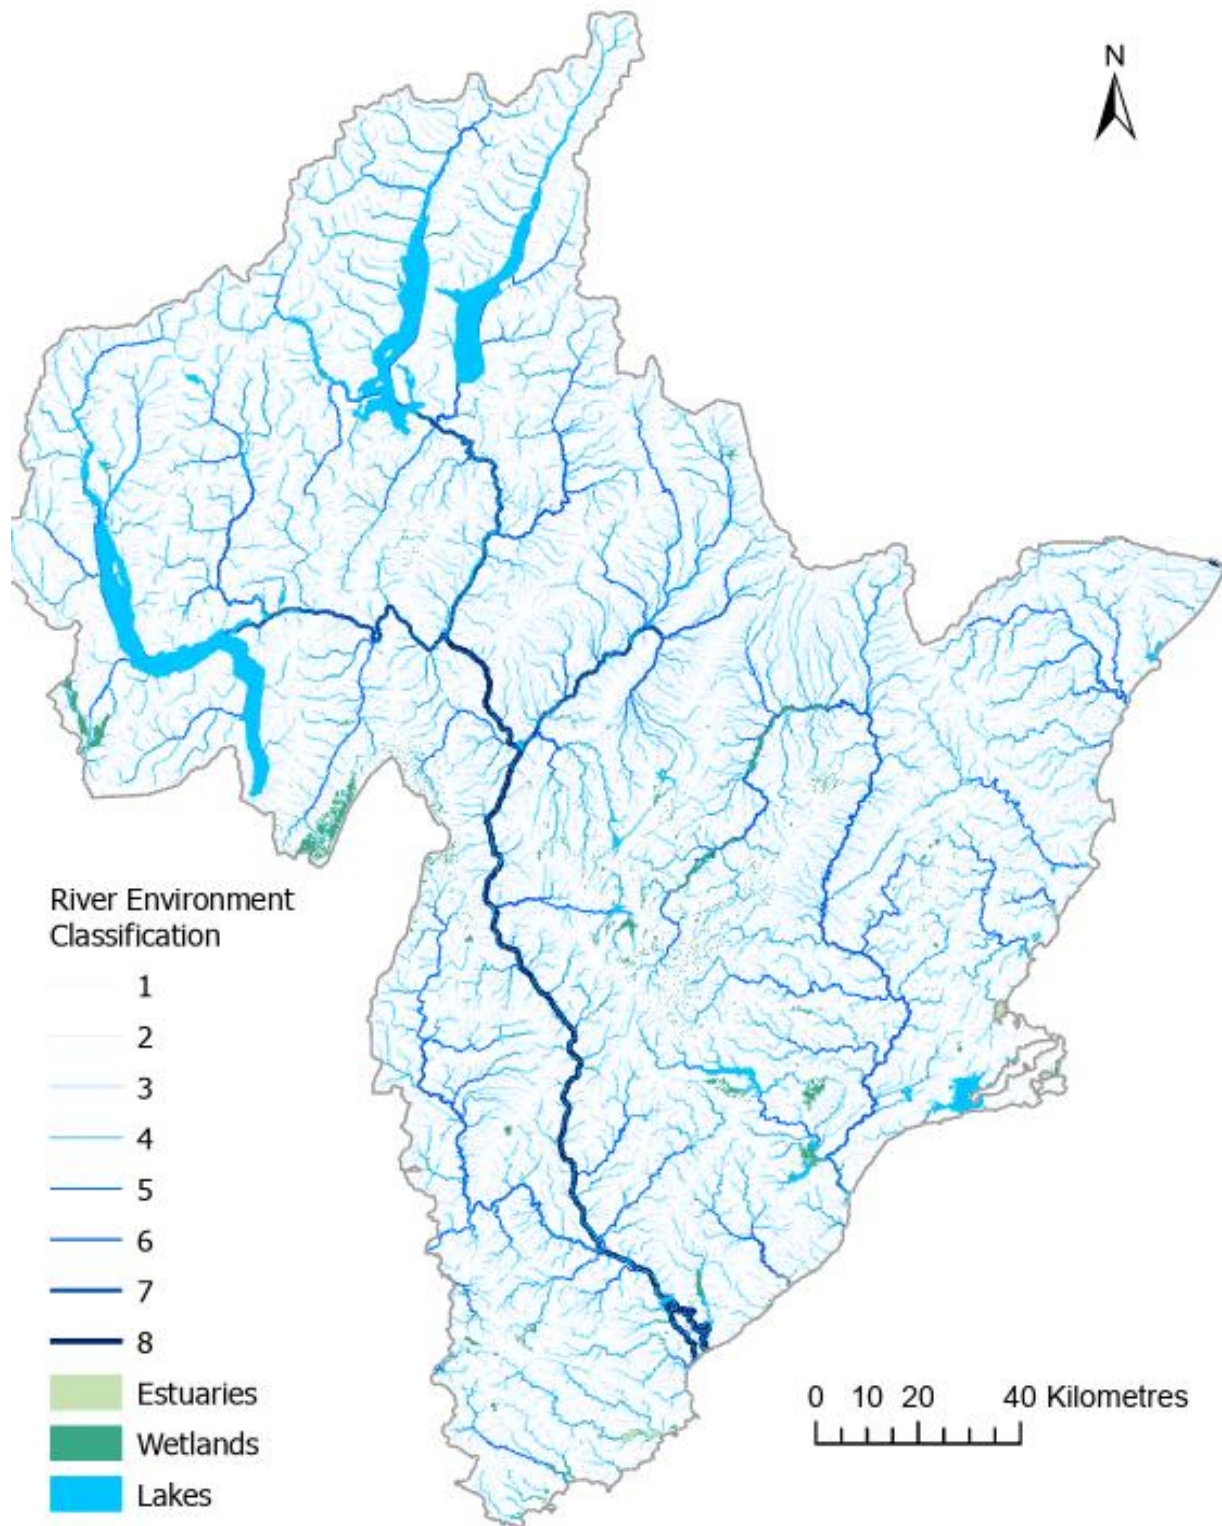 N
River Environment
Classification
1
2
3
4
5
6
7
8
Estuaries
Wetlands
Lakes
0 10 20 40 Kilometres